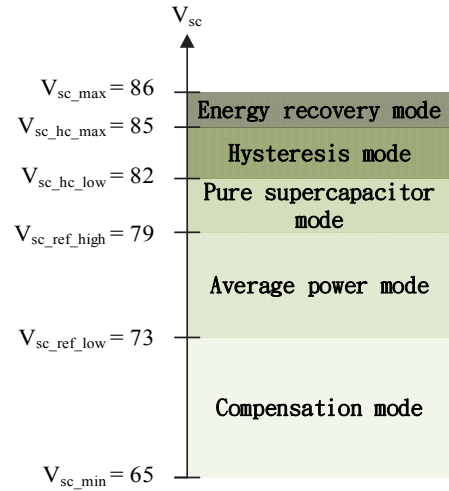 V_sc
V_sc_max = 86
Energy recovery mode
V_sc_hc_max = 85
Hysteresis mode
V_sc_hc_low = 82
Pure supercapacitor
mode
V_sc_ref_high = 79
Average power mode
V_sc_ref_low = 73
Compensation mode
V_sc_min = 65